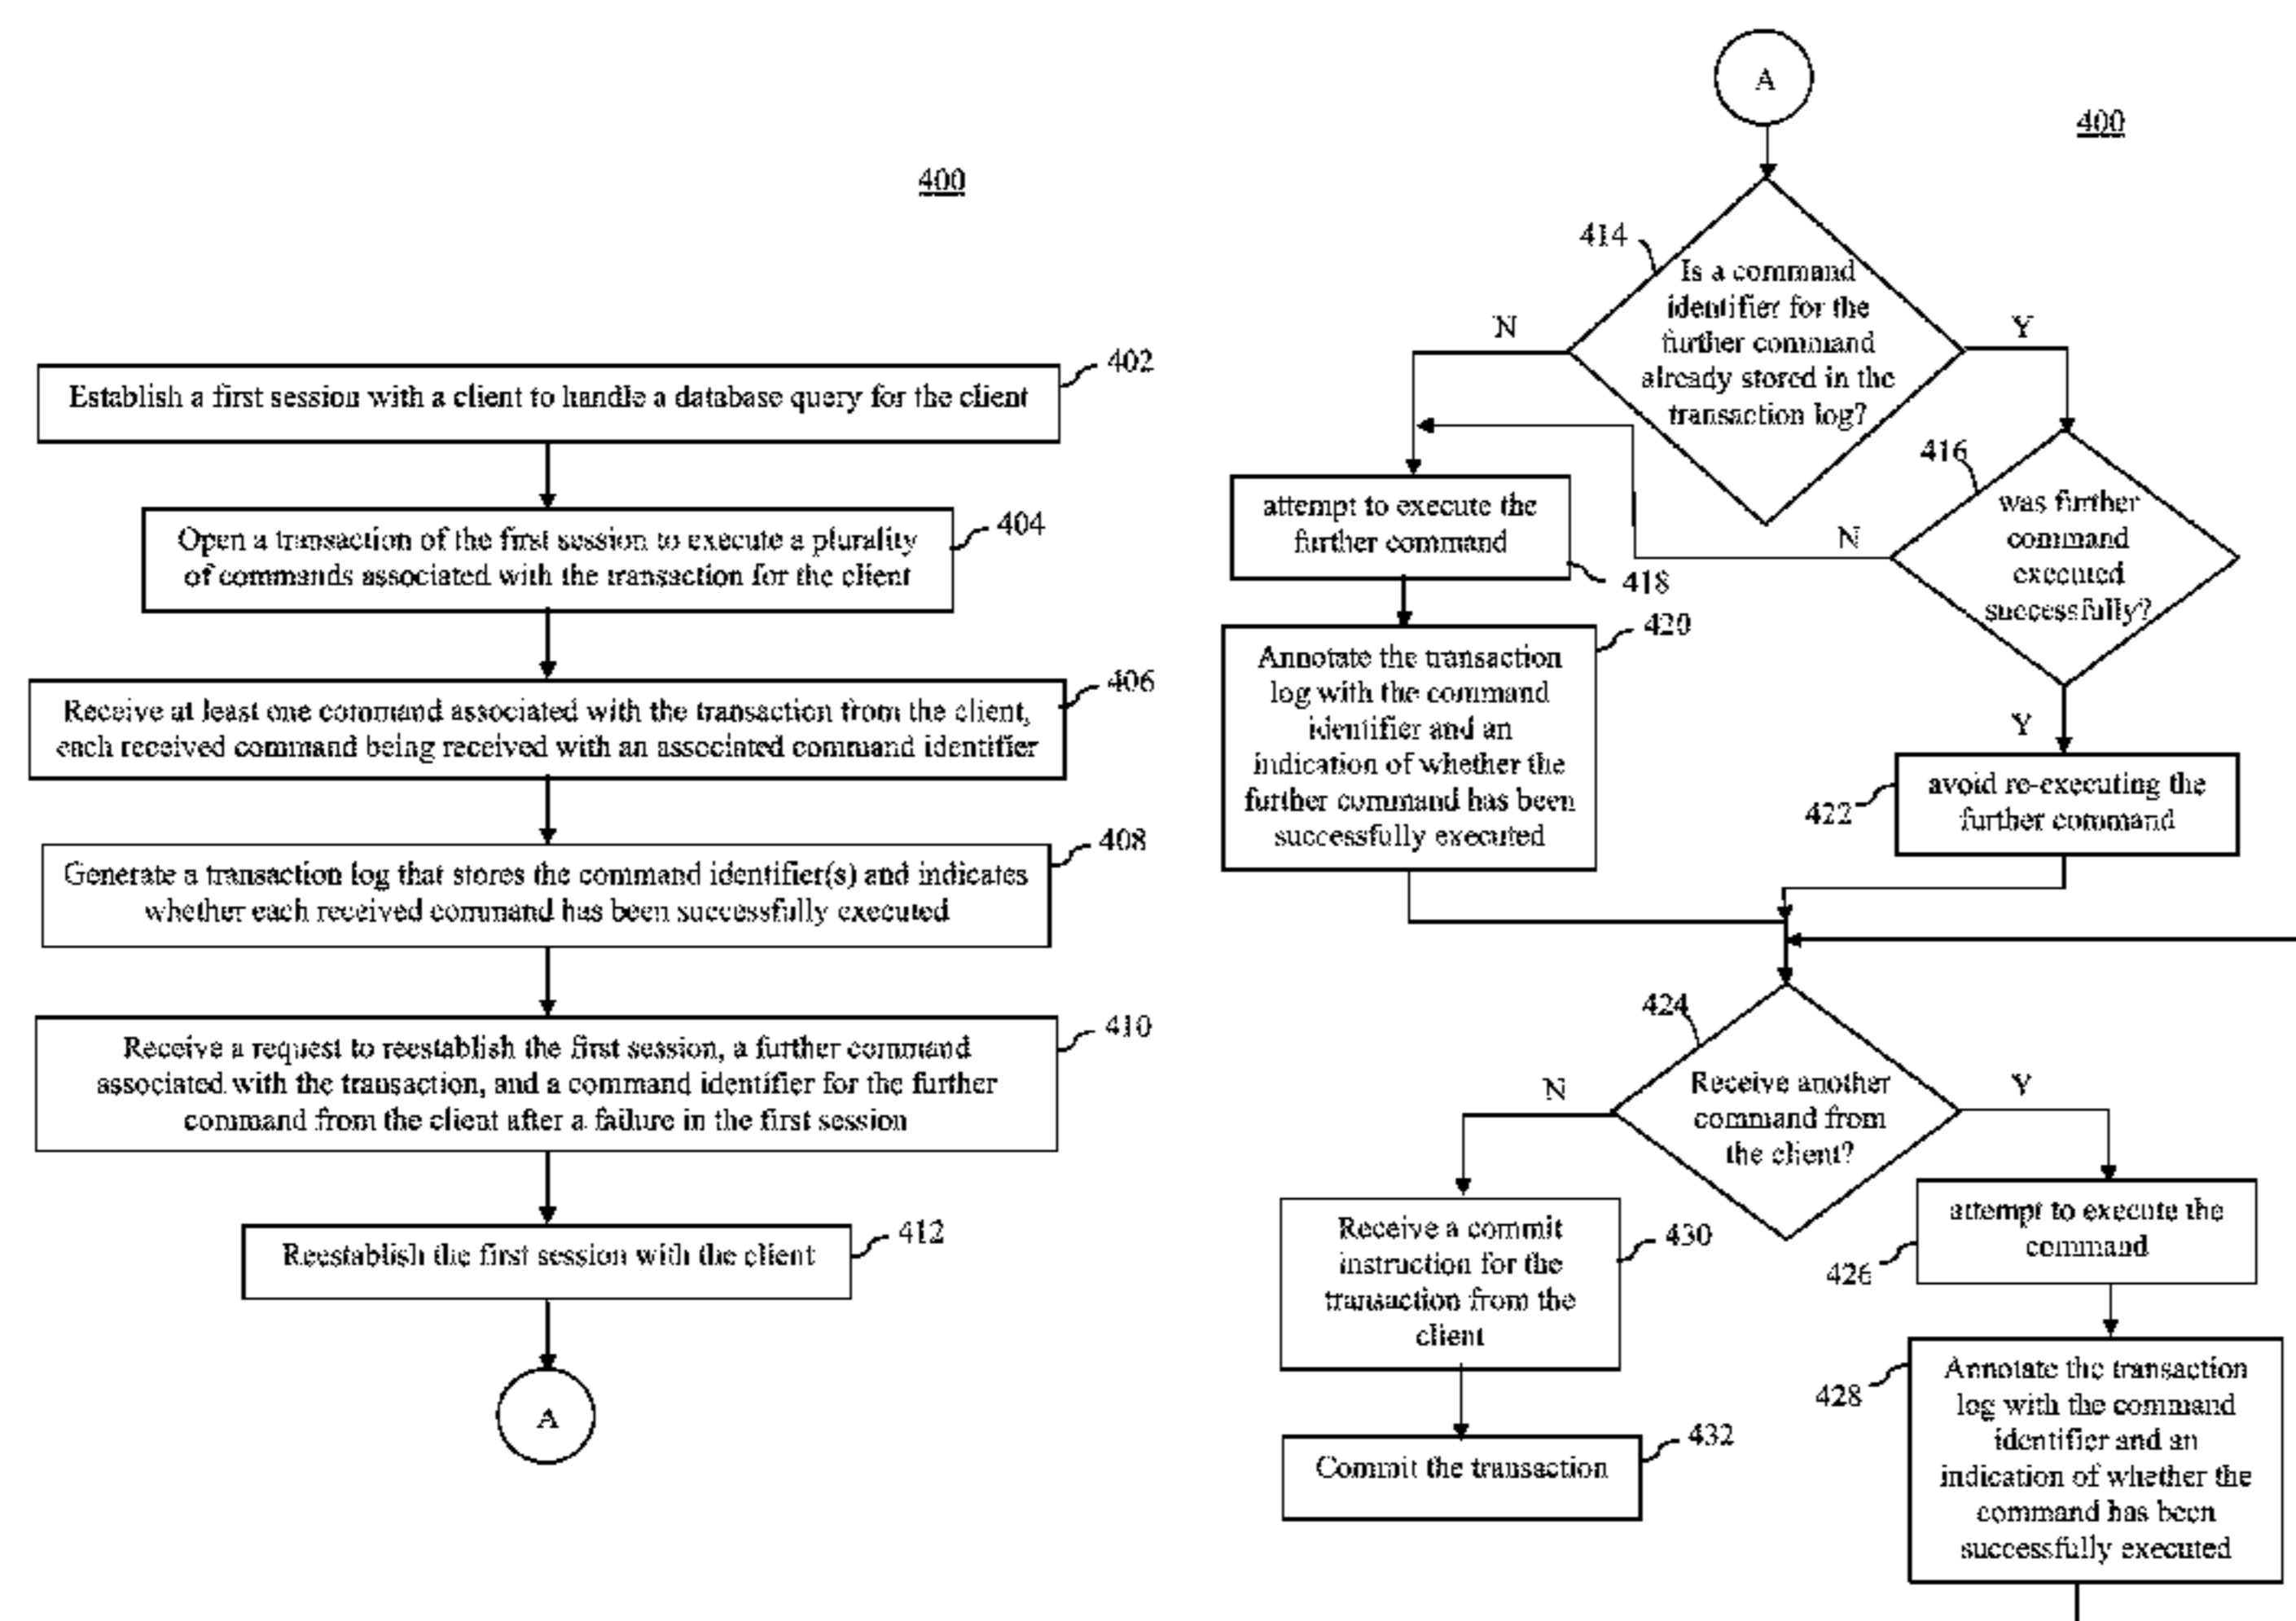 400
402
Establish a first session with a client to handle a database query for the client
404
Open a transaction of the first session to execute a plurality
of commands associated with the transaction for the client
406
Receive at least one command associated with the transaction from the client,
each received command being received with an associated command identifier
408
Generate a transaction log that stores the command identifier(s) and indicates
whether each received command has been successfully executed
410
Receive a request to reestablish the first session, a further command
associated with the transaction, and a command identifier for the further
command from the client after a failure in the first session
412
Reestablish the first session with the client
A
A
400
414
Is a command
identifier for the
further command
already stored in the
transaction log?
N
Y
416
was further
command
executed
successfully?
N
Y
attempt to execute the
further command
418
420
Annotate the transaction
log with the command
identifier and an
indication of whether the
further command has been
successfully executed
avoid re-executing the
further command
422
424
Receive another
command from
the client?
N
Y
Receive a commit
instruction for the
transaction from the
client
430
attempt to execute the
command
426
432
Commit the transaction
428
Annotate the transaction
log with the command
identifier and an
indication of whether the
command has been
successfully executed